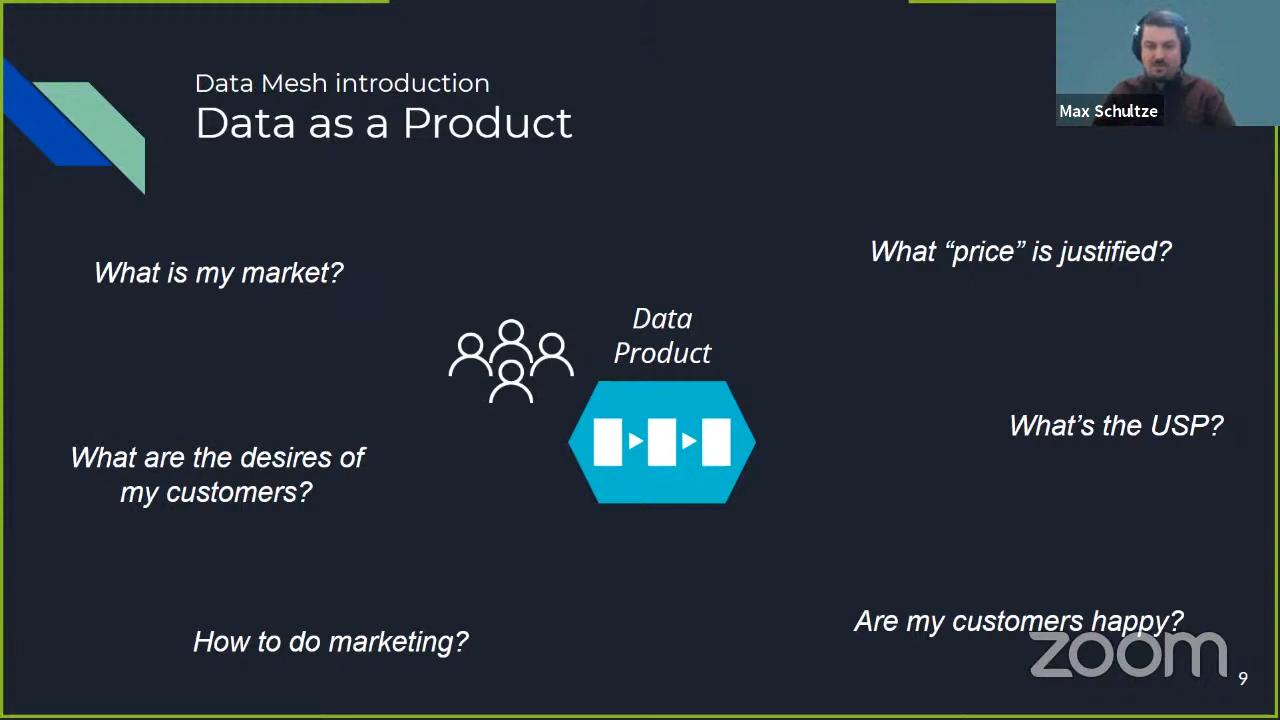 Data Mesh introduction
Data as a Product
Max Schultze
What is my market?
What “price” is justified?
Data
Product
What’s the USP?
What are the desires of
my customers?
How to do marketing?
Are my customers happy?
zoom
9